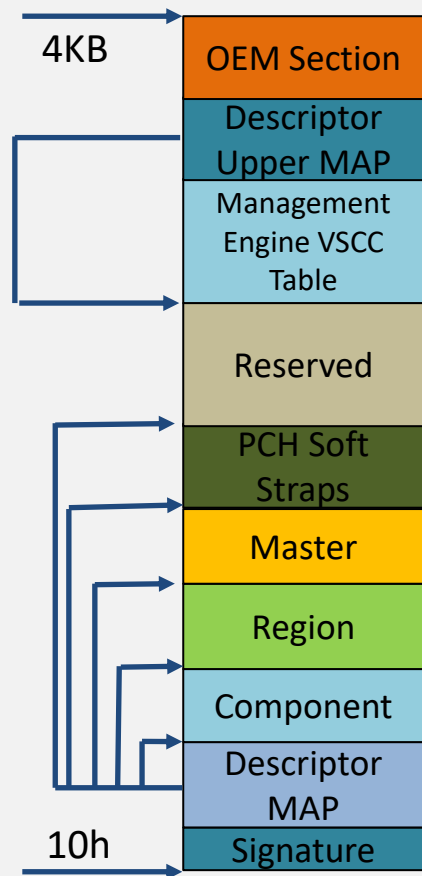 4KB
OEM Section
Descriptor
Upper MAP
Management
Engine VSCC
Table
Reserved
PCH Soft
Straps
Master
Region
Component
Descriptor
MAP
10h
Signature